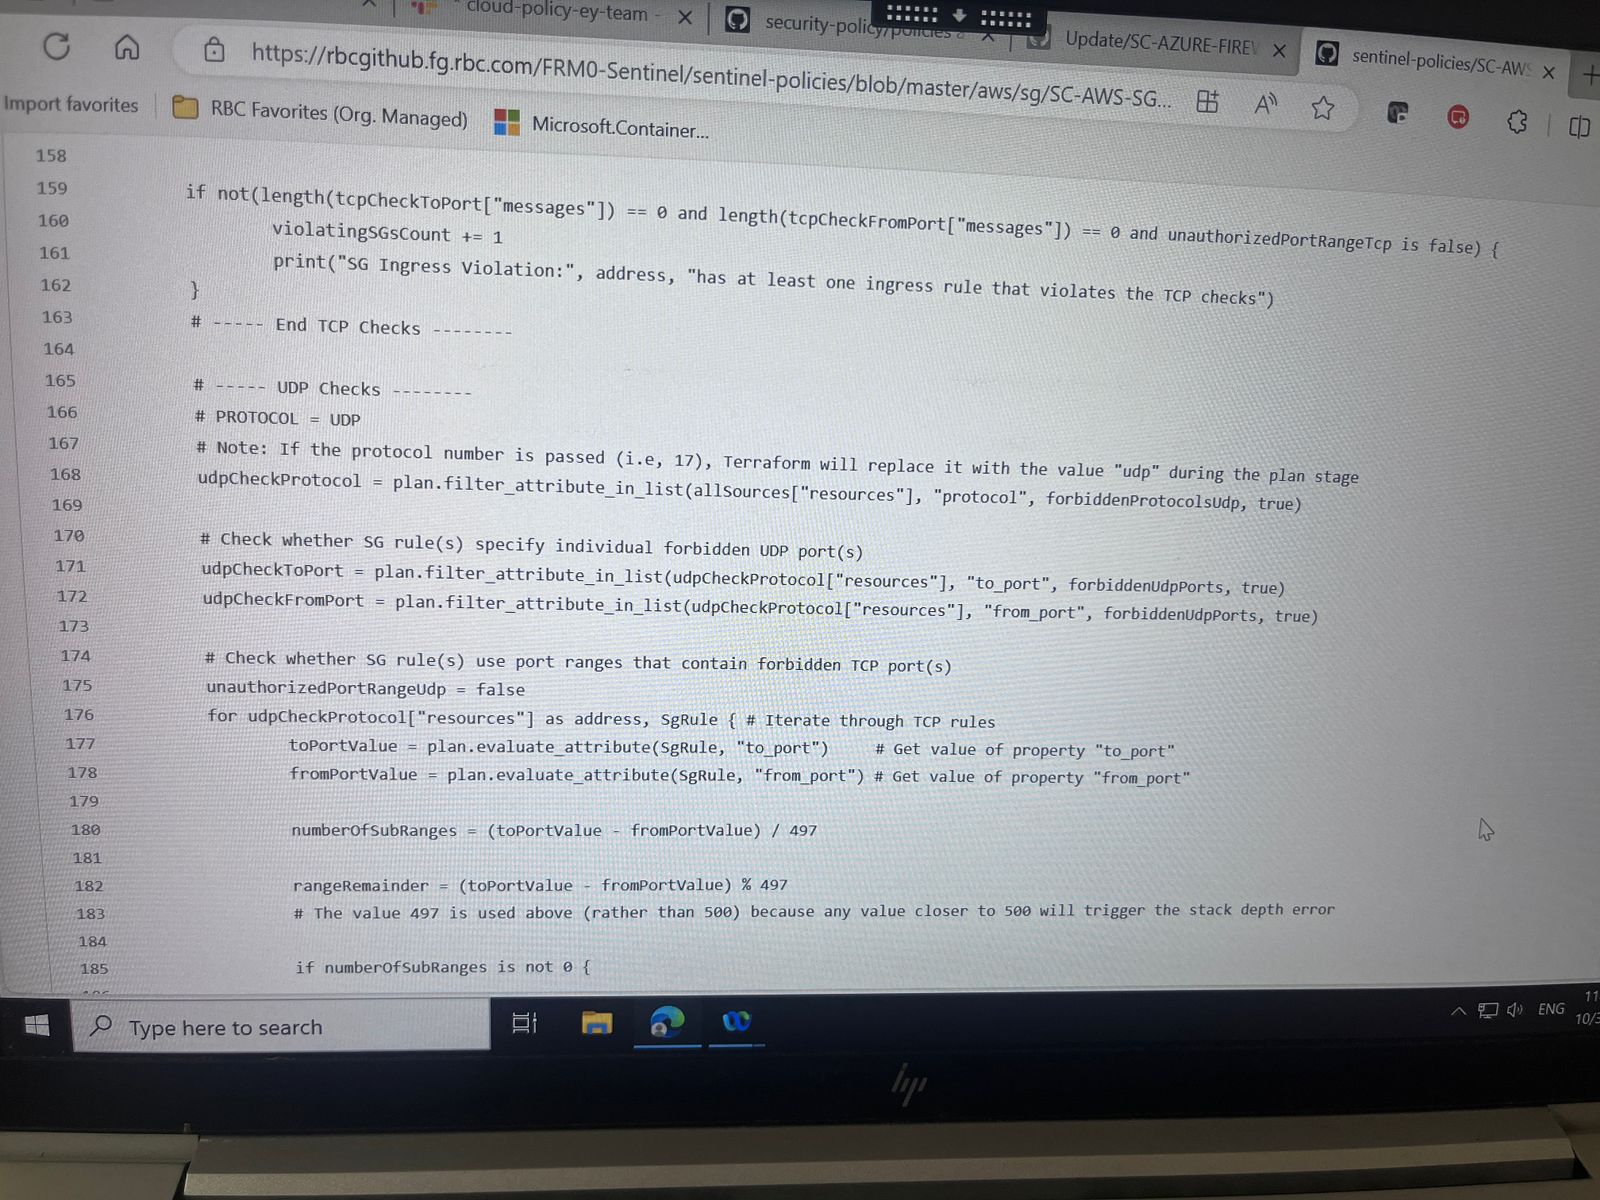 cloud-policy-ey-team -
security-policy/policies a
Update/SC-AZURE-FIREW
sentinel-policies/SC-AWS
https://rbcgithub.fg.rbc.com/FRM0-Sentinel/sentinel-policies/blob/master/aws/sg/SC-AWS-SG...
Import favorites
RBC Favorites (Org. Managed)
Microsoft.Container...
158
159 if not(length(tcpCheckToPort["messages"]) == 0 and length(tcpCheckFromPort["messages"]) == 0 and unauthorizedPortRangeTcp is false) {
160 violatingSGsCount += 1
161 print("SG Ingress Violation:", address, "has at least one ingress rule that violates the TCP checks")
162 }
163 # ----- End TCP Checks --------
164
165 # ----- UDP Checks --------
166 # PROTOCOL = UDP
167 # Note: If the protocol number is passed (i.e, 17), Terraform will replace it with the value "udp" during the plan stage
168 udpCheckProtocol = plan.filter_attribute_in_list(allSources["resources"], "protocol", forbiddenProtocolsUdp, true)
169
170 # Check whether SG rule(s) specify individual forbidden UDP port(s)
171 udpCheckToPort = plan.filter_attribute_in_list(udpCheckProtocol["resources"], "to_port", forbiddenUdpPorts, true)
172 udpCheckFromPort = plan.filter_attribute_in_list(udpCheckProtocol["resources"], "from_port", forbiddenUdpPorts, true)
173
174 # Check whether SG rule(s) use port ranges that contain forbidden TCP port(s)
175 unauthorizedPortRangeUdp = false
176 for udpCheckProtocol["resources"] as address, SgRule { # Iterate through TCP rules
177 toPortValue = plan.evaluate_attribute(SgRule, "to_port") # Get value of property "to_port"
178 fromPortValue = plan.evaluate_attribute(SgRule, "from_port") # Get value of property "from_port"
179
180 numberOfSubRanges = (toPortValue - fromPortValue) / 497
181
182 rangeRemainder = (toPortValue - fromPortValue) % 497
183 # The value 497 is used above (rather than 500) because any value closer to 500 will trigger the stack depth error
184
185 if numberOfSubRanges is not 0 {
Type here to search
ENG
11
10/3
hp